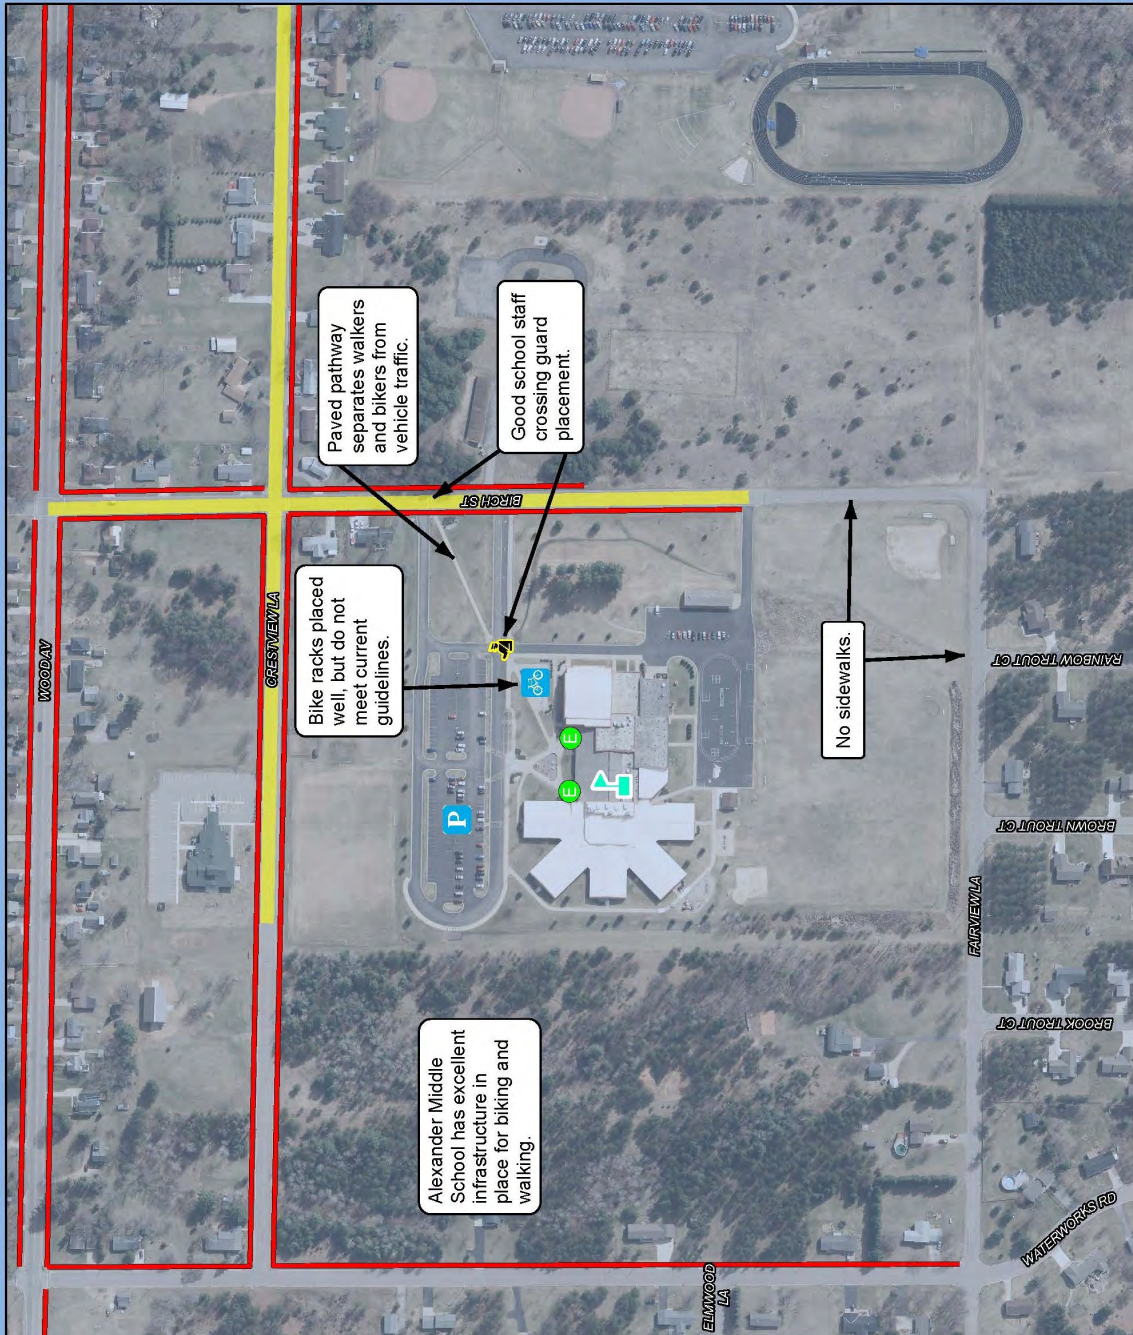 WOOD AV
CRESTVIEW LA
Bike racks placed
well, but do not
meet current
guidelines.
Paved pathway
separates walkers
and bikers from
vehicle traffic.
Alexander Middle
School has excellent
infrastructure in
place for biking and
walking.
P
BIRCH ST
Good school staff
crossing guard
placement.
E
E
ELMWOOD
LA
No sidewalks.
FAIRVIEW LA
WATERWORKS RD
BROOK TROUT CT
BROWN TROUT CT
RAINBOW TROUT CT